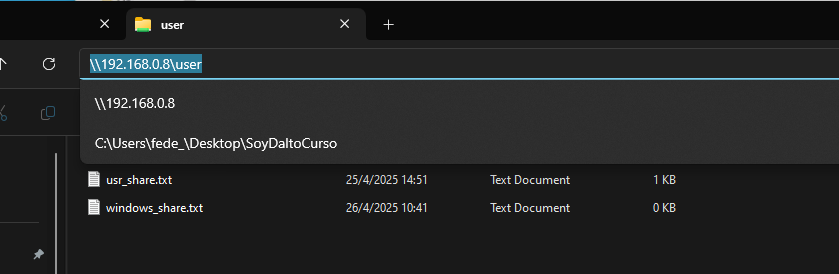 user
\\192.168.0.8\user
\\192.168.0.8
C:\Users\fede_\Desktop\SoyDaltoCurso
usr_share.txt 25/4/2025 14:51 Text Document 1 KB
windows_share.txt 26/4/2025 10:41 Text Document 0 KB